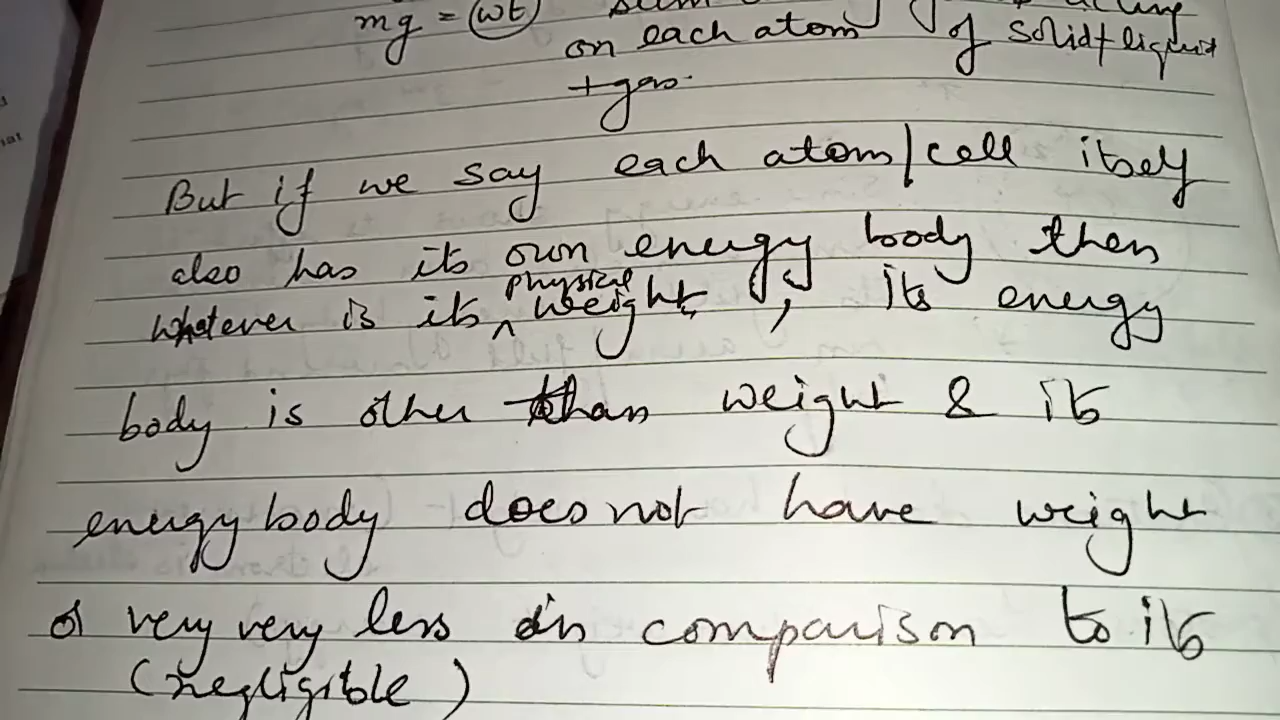 mg = (wt) sum
on each atom of solid + liquid
+ gas.
But if we say each atom/cell itself
also has its own energy body then
whatever is its physical weight, its energy
body is other than weight & its
energy body does not have weight
or very very less in comparison to its
(negligible)